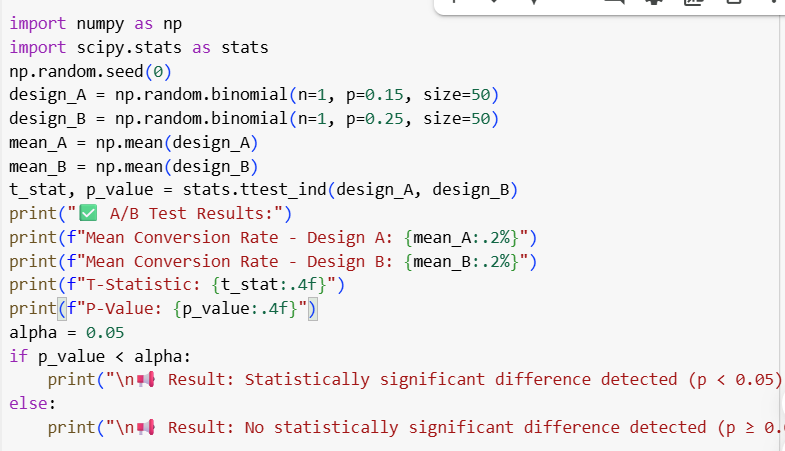 import numpy as np
import scipy.stats as stats
np.random.seed(0)
design_A = np.random.binomial(n=1, p=0.15, size=50)
design_B = np.random.binomial(n=1, p=0.25, size=50)
mean_A = np.mean(design_A)
mean_B = np.mean(design_B)
t_stat, p_value = stats.ttest_ind(design_A, design_B)
print("✅ A/B Test Results:")
print(f"Mean Conversion Rate - Design A: {mean_A:.2%}")
print(f"Mean Conversion Rate - Design B: {mean_B:.2%}")
print(f"T-Statistic: {t_stat:.4f}")
print(f"P-Value: {p_value:.4f}")
alpha = 0.05
if p_value < alpha:
    print("\n📢 Result: Statistically significant difference detected (p < 0.05)
else:
    print("\n📢 Result: No statistically significant difference detected (p ≥ 0.